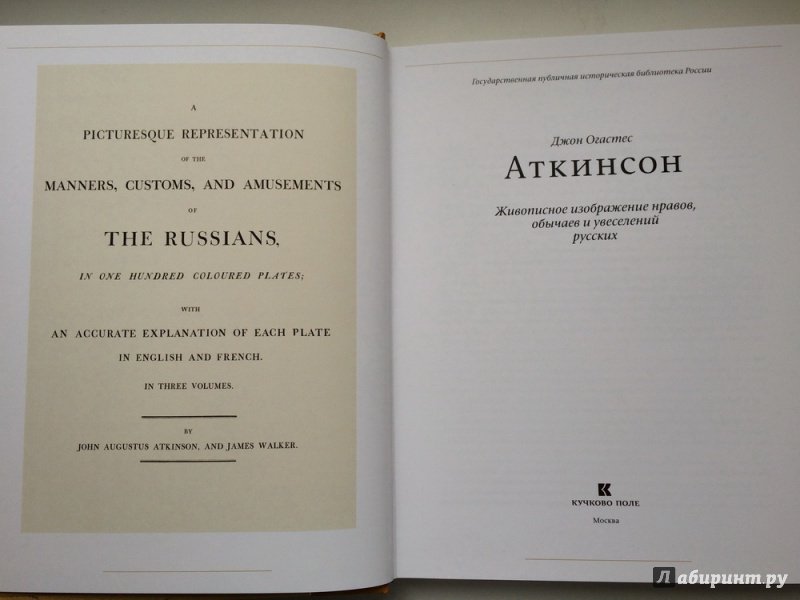 A
PICTURESQUE REPRESENTATION
OF THE
MANNERS, CUSTOMS, AND AMUSEMENTS
OF
THE RUSSIANS,
IN ONE HUNDRED COLOURED PLATES;
WITH
AN ACCURATE EXPLANATION OF EACH PLATE
IN ENGLISH AND FRENCH.
IN THREE VOLUMES.
BY
JOHN AUGUSTUS ATKINSON, AND JAMES WALKER.
Государственная публичная историческая библиотека России
Джон Огастес
Аткинсон
Живописное изображение нравов,
обычаев и увеселений
русских
КУЧКОВО ПОЛЕ
Москва
Лабиринт.ру